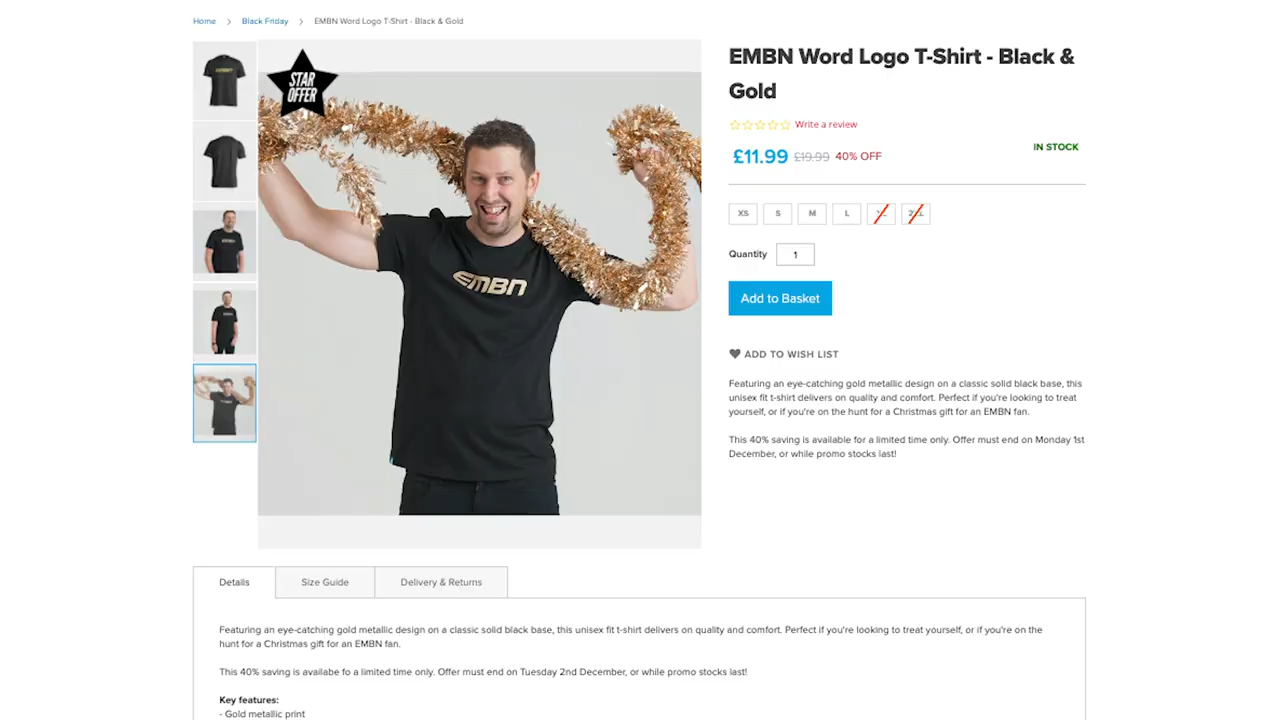 Home > Black Friday > EMBN Word Logo T-Shirt - Black & Gold
STAR
OFFER
EMBN
EMBN Word Logo T-Shirt - Black &
Gold
Write a review
£11.99 £19.99 40% OFF
IN STOCK
XS S M L
Quantity 1
Add to Basket
ADD TO WISH LIST
Featuring an eye-catching gold metallic design on a classic solid black base, this
unisex fit t-shirt delivers on quality and comfort. Perfect if you're looking to treat
yourself, or if you're on the hunt for a Christmas gift for an EMBN fan.
This 40% saving is available for a limited time only. Offer must end on Monday 1st
December, or while promo stocks last!
Details Size Guide Delivery & Returns
Featuring an eye-catching gold metallic design on a classic solid black base, this unisex fit t-shirt delivers on quality and comfort. Perfect if you're looking to treat yourself, or if you're on the
hunt for a Christmas gift for an EMBN fan.
This 40% saving is availabe fo a limited time only. Offer must end on Tuesday 2nd December, or while promo stocks last!
Key features:
- Gold metallic print